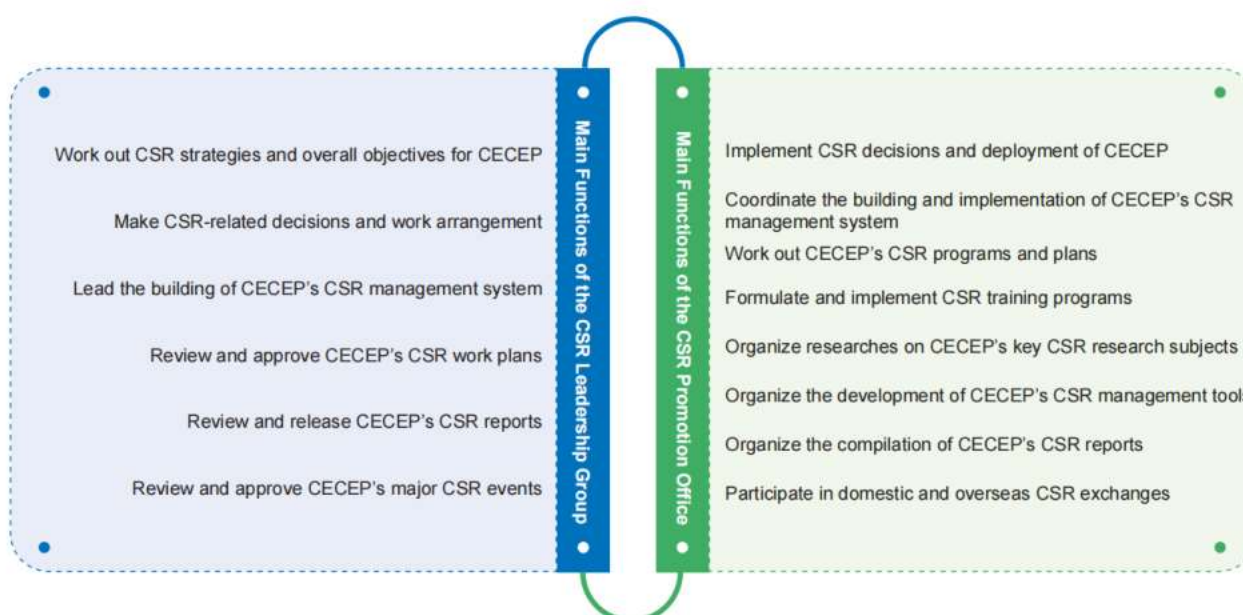 Work out CSR strategies and overall objectives for CECEP
Make CSR-related decisions and work arrangement
Lead the building of CECEP's CSR management system
Review and approve CECEP's CSR work plans
Review and release CECEP's CSR reports
Review and approve CECEP's major CSR events
Main Functions of the CSR Leadership Group
Main Functions of the CSR Promotion Office
Implement CSR decisions and deployment of CECEP
Coordinate the building and implementation of CECEP's CSR
management system
Work out CECEP's CSR programs and plans
Formulate and implement CSR training programs
Organize researches on CECEP's key CSR research subjects
Organize the development of CECEP's CSR management tools
Organize the compilation of CECEP's CSR reports
Participate in domestic and overseas CSR exchanges